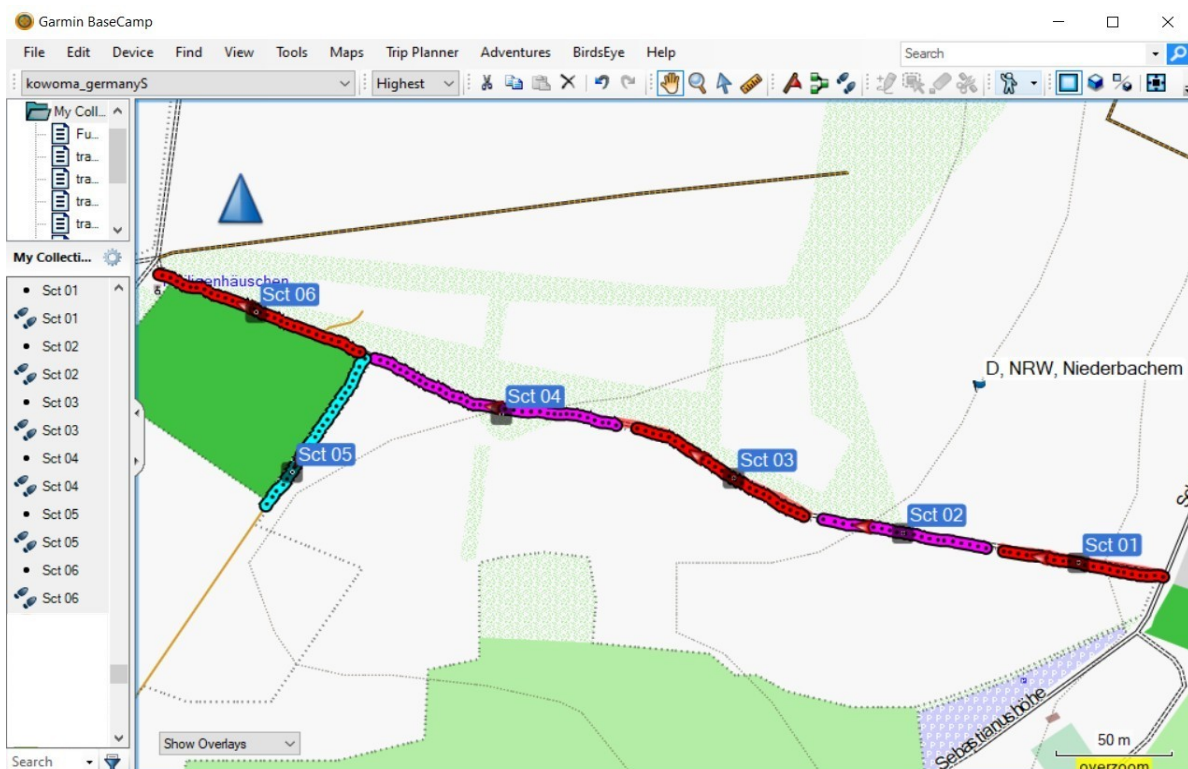 Garmin BaseCamp
File Edit Device Find View Tools Maps Trip Planner Adventures BirdsEye Help
Search
kowoma_germanyS
Highest
My Coll...
Fu...
tra...
tra...
tra...
tra...
My Collecti...
Sct 01
Sct 01
Sct 02
Sct 02
Sct 03
Sct 03
Sct 04
Sct 04
Sct 05
Sct 05
Sct 06
Sct 06
Search
Sct 06
Sct 04
D, NRW, Niederbachem
Sct 05
Sct 03
Sct 02
Sct 01
Sebastianushöhe
Show Overlays
50 m
overzoom